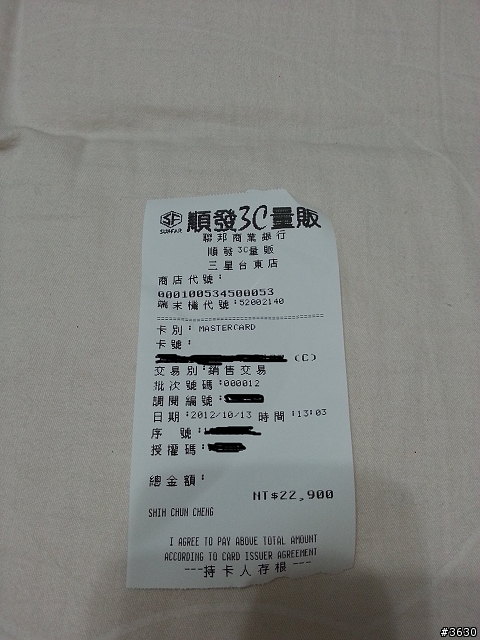 SF 順發3C量販
SUNFAR
聯邦商業銀行
順發3C量販
三星台東店
商店代號：
000100534500053
端末機代號：52002140
卡別：MASTERCARD
卡號：
(C)
交易別：銷售交易
批次號碼：000012
調閱編號：
日期：2012/10/13 時間：13:03
序 號：
授權碼：
總金額：
NT$22,900
SHIH CHUN CHENG
I AGREE TO PAY ABOVE TOTAL AMOUNT
ACCORDING TO CARD ISSUER AGREEMENT
---持卡人存根---
#3630